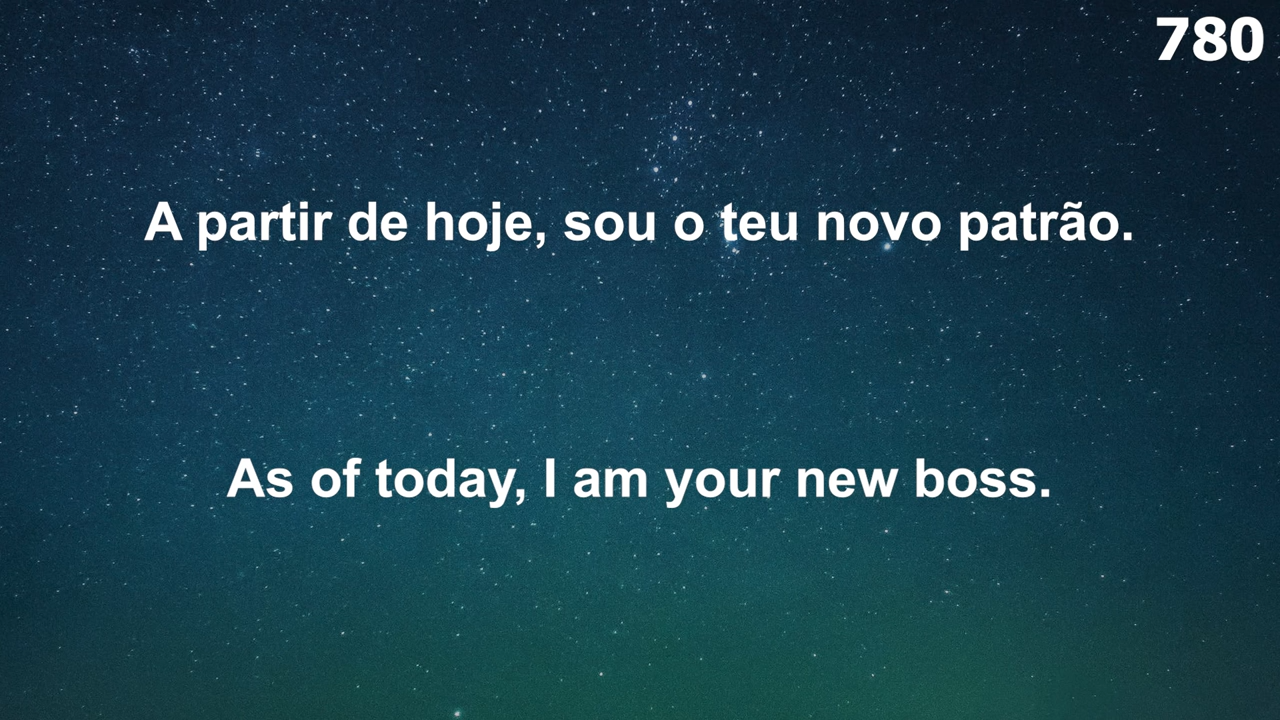 780
A partir de hoje, sou o teu novo patrão.
As of today, I am your new boss.